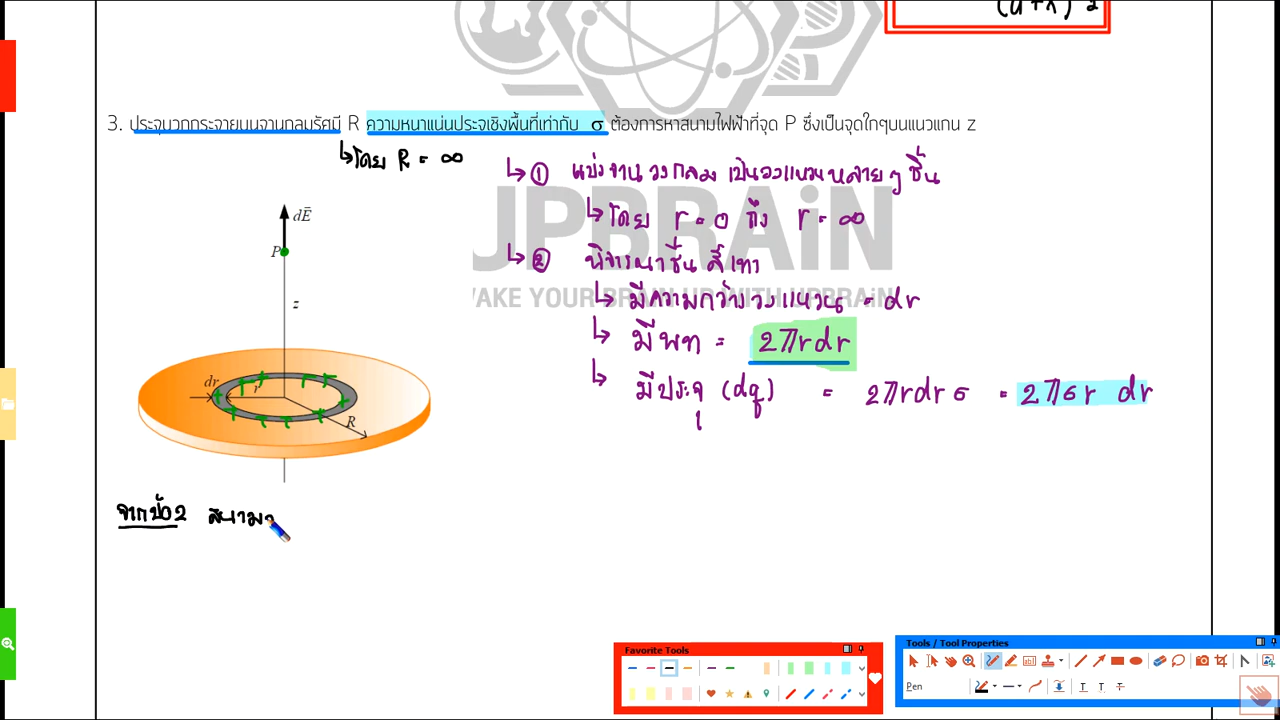 (a+x) 2
3. ประจุบวกกระจายบนจานกลมรัศมี R ความหนาแน่นประจุเชิงพื้นที่เท่ากับ σ ต้องการหาสนามไฟฟ้าที่จุด P ซึ่งเป็นจุดใกๆบนแนวแกน z
↳ โดย R = ∞
↳ ① แบ่งจานวงกลม เป็นวงแหวนหลายๆชั้น
↳ โดย r = 0 ถึง r = ∞
↳ ② พิจารณาชั้นสีเทา
↳ มีความกว้างวงแหวน = dr
↳ มีพท = 2πrdr
↳ มีประจุ (dq) = 2πrdrσ = 2πσr dr
dE
P
z
dr
r
R
จากข้อ 2 สนาม
UPBRAiN
WAKE YOUR BRAIN UP WITH UPBRAiN
Favorite Tools
Tools / Tool Properties
Pen